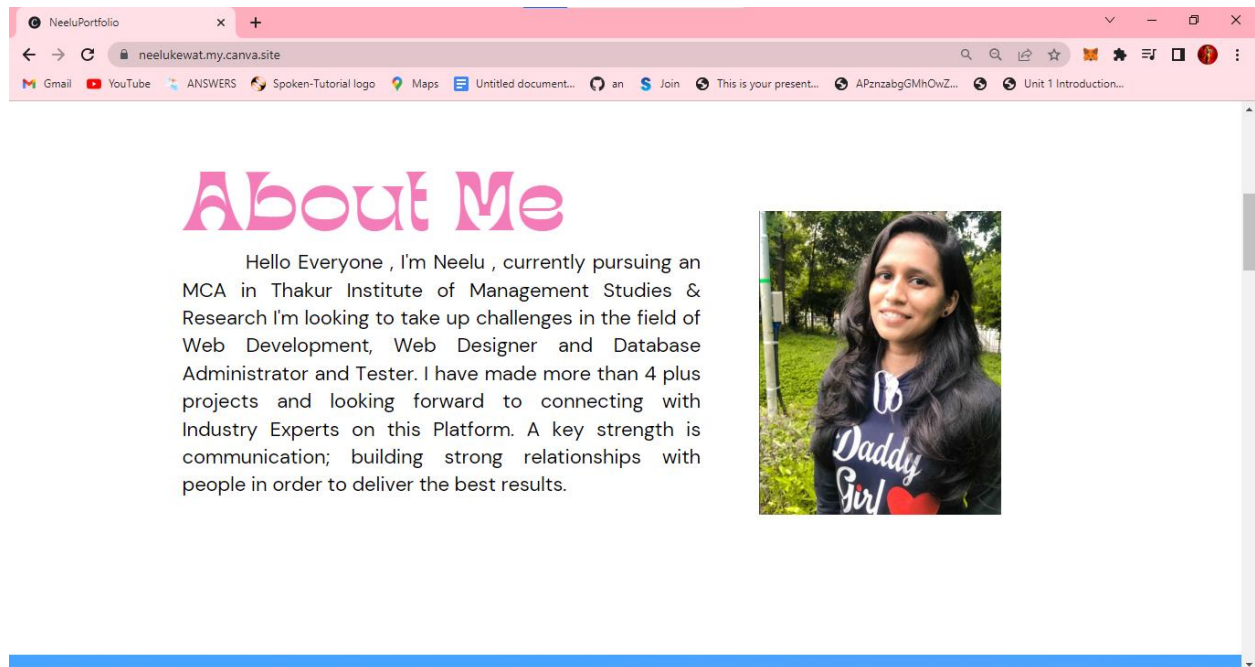 NeeluPortfolio
neelukewat.my.canva.site
Gmail YouTube ANSWERS Spoken-Tutorial logo Maps Untitled document... an Join This is your present... APznzabgGMhOwZ... Unit 1 Introduction...
About Me
Hello Everyone , I'm Neelu , currently pursuing an
MCA in Thakur Institute of Management Studies &
Research I'm looking to take up challenges in the field of
Web Development, Web Designer and Database
Administrator and Tester. I have made more than 4 plus
projects and looking forward to connecting with
Industry Experts on this Platform. A key strength is
communication; building strong relationships with
people in order to deliver the best results.
Daddy
Girl